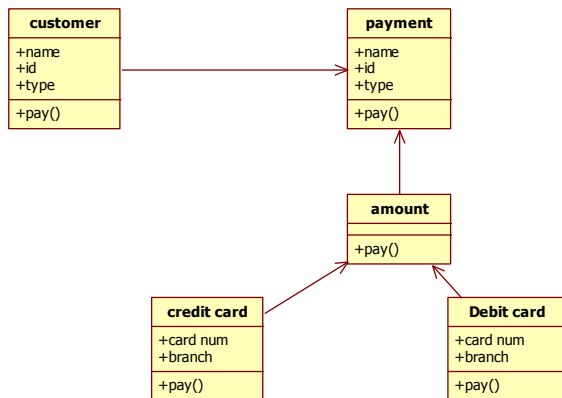 customer
+name
+id
+type
+pay()
payment
+name
+id
+type
+pay()
amount
+pay()
credit card
+card num
+branch
+pay()
Debit card
+card num
+branch
+pay()